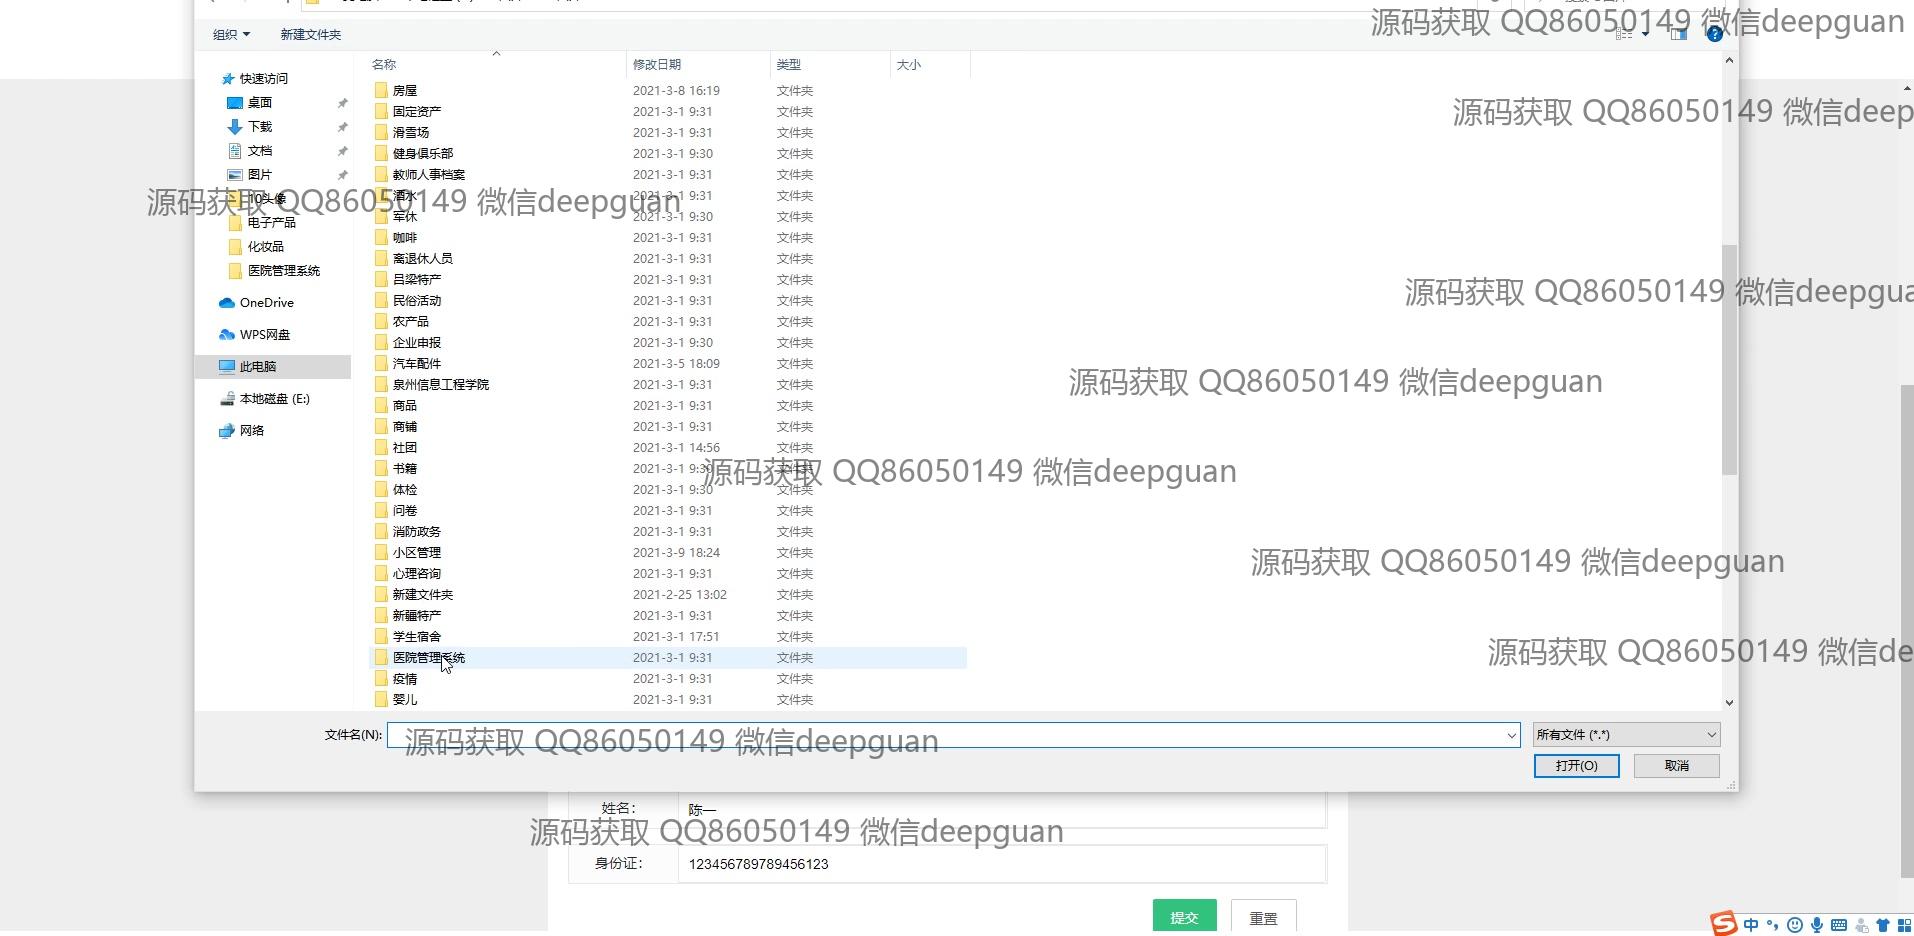 源码获取 QQ86050149 微信deepguan
组织
新建文件夹
名称 修改日期 类型 大小
快速访问
桌面
下载
文档
图片
10头像
电子产品
化妆品
医院管理系统
OneDrive
WPS网盘
此电脑
本地磁盘 (E:)
网络
房屋 2021-3-8 16:19 文件夹
固定资产 2021-3-1 9:31 文件夹
滑雪场 2021-3-1 9:31 文件夹
健身俱乐部 2021-3-1 9:30 文件夹
教师人事档案 2021-3-1 9:31 文件夹
酒水 2021-3-1 9:31 文件夹
军休 2021-3-1 9:30 文件夹
咖啡 2021-3-1 9:31 文件夹
离退休人员 2021-3-1 9:31 文件夹
吕梁特产 2021-3-1 9:31 文件夹
民俗活动 2021-3-1 9:31 文件夹
农产品 2021-3-1 9:31 文件夹
企业申报 2021-3-1 9:30 文件夹
汽车配件 2021-3-5 18:09 文件夹
泉州信息工程学院 2021-3-1 9:31 文件夹
商品 2021-3-1 9:31 文件夹
商铺 2021-3-1 9:31 文件夹
社团 2021-3-1 14:56 文件夹
书籍 2021-3-1 9:30 文件夹
体检 2021-3-1 9:30 文件夹
问卷 2021-3-1 9:31 文件夹
消防政务 2021-3-1 9:31 文件夹
小区管理 2021-3-9 18:24 文件夹
心理咨询 2021-3-1 9:31 文件夹
新建文件夹 2021-2-25 13:02 文件夹
新疆特产 2021-3-1 9:31 文件夹
学生宿舍 2021-3-1 17:51 文件夹
医院管理系统 2021-3-1 9:31 文件夹
疫情 2021-3-1 9:31 文件夹
婴儿 2021-3-1 9:31 文件夹
源码获取 QQ86050149 微信deep
源码获取 QQ86050149 微信deepguan
源码获取 QQ86050149 微信deepgua
源码获取 QQ86050149 微信deepguan
源码获取 QQ86050149 微信deepguan
源码获取 QQ86050149 微信deepguan
源码获取 QQ86050149 微信de
文件名(N):
源码获取 QQ86050149 微信deepguan
所有文件 (*.*)
打开(O) 取消
姓名: 陈一
源码获取 QQ86050149 微信deepguan
身份证: 123456789789456123
提交 重置
中